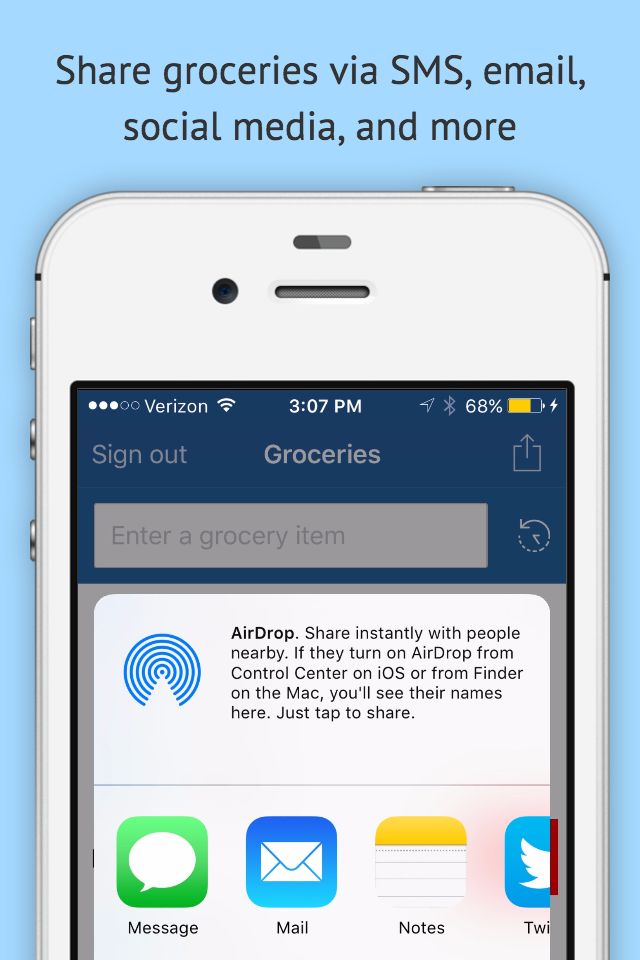 Share groceries via SMS, email,
social media, and more
Verizon 3:07 PM 68%
Sign out Groceries
Enter a grocery item
AirDrop. Share instantly with people
nearby. If they turn on AirDrop from
Control Center on iOS or from Finder
on the Mac, you'll see their names
here. Just tap to share.
Message Mail Notes Twi